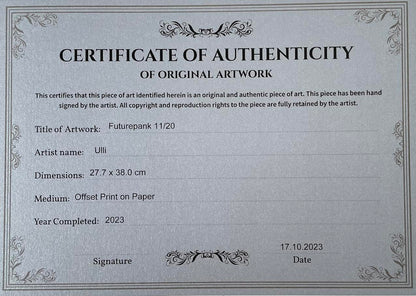 CERTIFICATE OF AUTHENTICITY
OF ORIGINAL ARTWORK
This certifies that this piece of art identified herein is an original and authentic piece of art. This piece has been hand
signed by the artist. All copyright and reproduction rights to the piece are fully retained by the artist.
Title of Artwork: Futurepank 11/20
Artist name: Ulli
Dimensions: 27.7 x 38.0 cm
Medium: Offset Print on Paper
Year Completed: 2023
17.10.2023
Signature Date